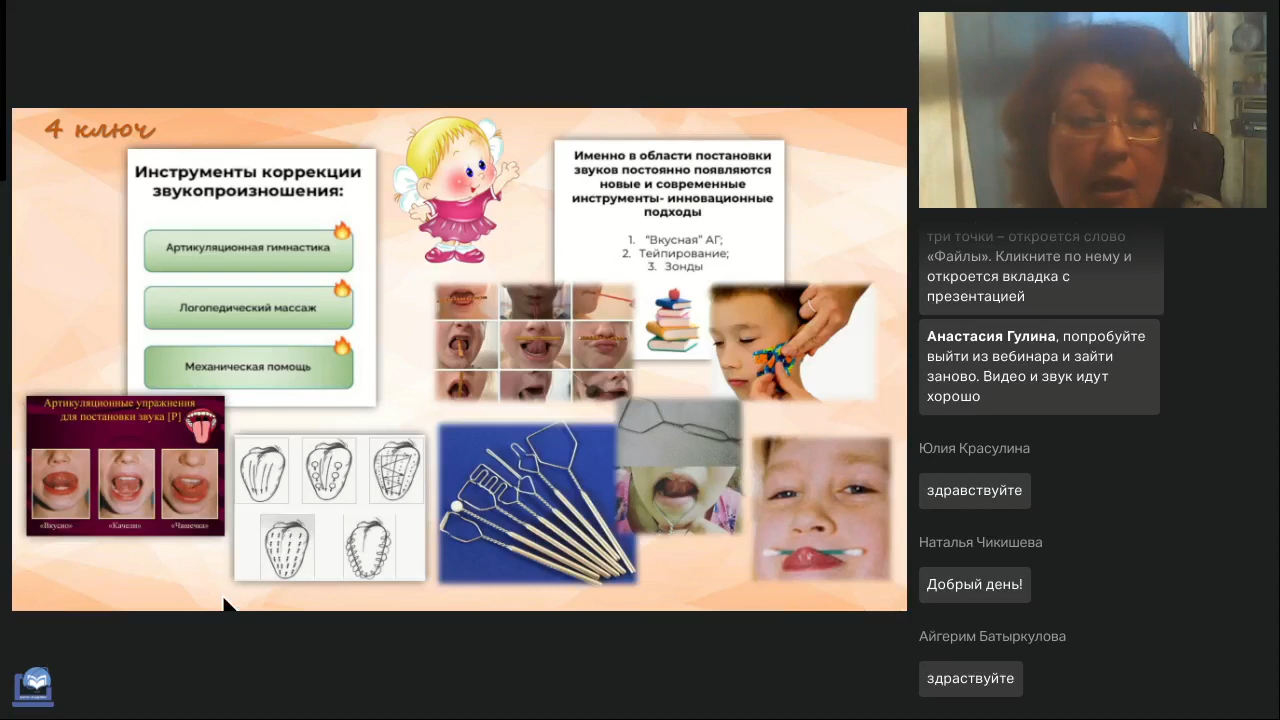 4 ключ
Инструменты коррекции
звукопроизношения:
Артикуляционная гимнастика
Логопедический массаж
Механическая помощь
Именно в области постановки
звуков постоянно появляются
новые и современные
инструменты- инновационные
подходы
1. “Вкусная” АГ;
2. Тейпирование;
3. Зонды
Артикуляционные упражнения
для постановки звука [Р]
«Вкусно»
«Качели»
«Чашечка»
три точки – откроется слово
«Файлы». Кликните по нему и
откроется вкладка с
презентацией
Анастасия Гулина, попробуйте
выйти из вебинара и зайти
заново. Видео и звук идут
хорошо
Юлия Красулина
здравствуйте
Наталья Чикишева
Добрый день!
Айгерим Батыркулова
здраствуйте